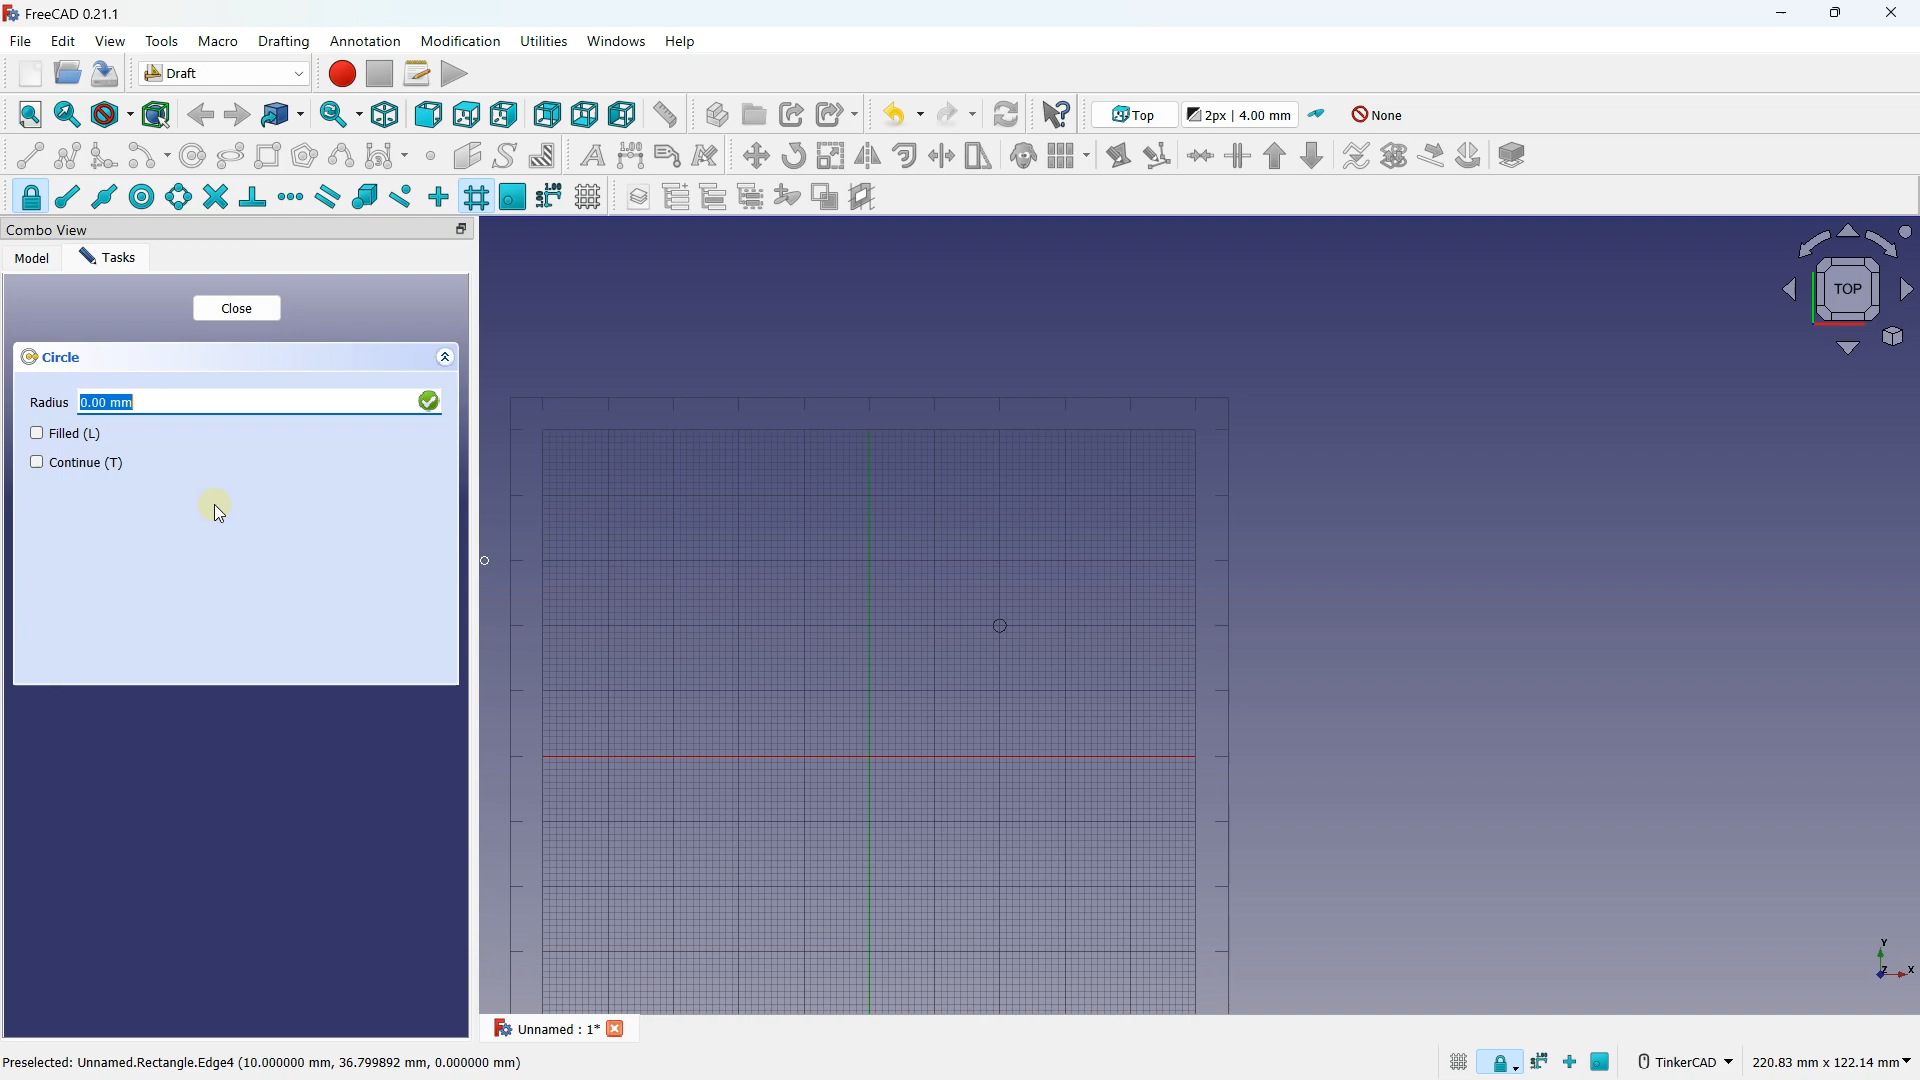 FreeCAD 0.21.1
File Edit View Tools Macro Drafting Annotation Modification Utilities Windows Help
Draft
Top 2px | 4.00 mm None
Combo View
Model Tasks
Close
Circle
Radius 0.00 mm
Filled (L)
Continue (T)
TOP
Y
Z X
Unnamed : 1*
Preselected: Unnamed.Rectangle.Edge4 (10.000000 mm, 36.799892 mm, 0.000000 mm)
TinkerCAD 220.83 mm x 122.14 mm